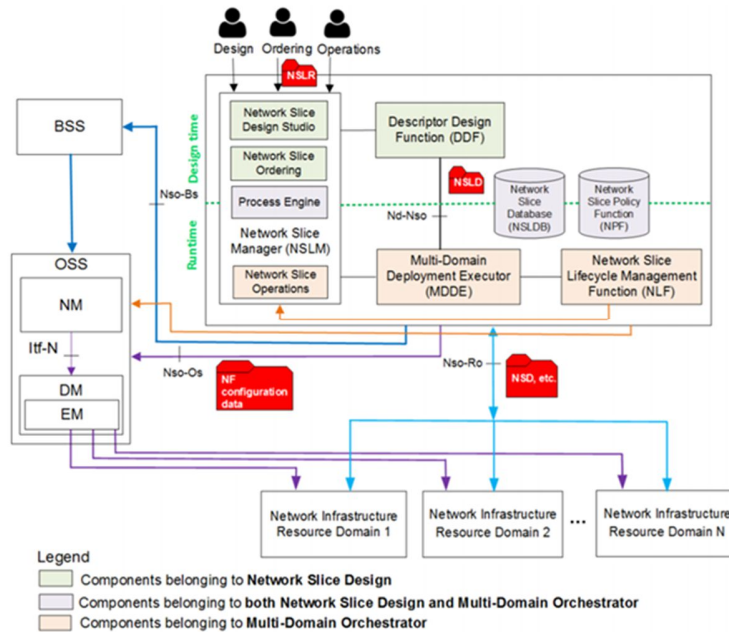 Design
Ordering
Operations
NSLR
Network Slice
Design Studio
Network Slice
Ordering
Process Engine
Network Slice
Manager (NSLM)
Network Slice
Operations
Design time
Runtime
Descriptor Design
Function (DDF)
NSLD
Nd-Nso
Network
Slice
Database
(NSLDB)
Network
Slice Policy
Function
(NPF)
Multi-Domain
Deployment Executor
(MDDE)
Network Slice
Lifecycle Management
Function (NLF)
BSS
Nso-Bs
OSS
NM
Itf-N
DM
EM
Nso-Os
NF
configuration
data
Nso-Ro
NSD, etc.
Network Infrastructure
Resource Domain 1
Network Infrastructure
Resource Domain 2
...
Network Infrastructure
Resource Domain N
Legend
Components belonging to Network Slice Design
Components belonging to both Network Slice Design and Multi-Domain Orchestrator
Components belonging to Multi-Domain Orchestrator